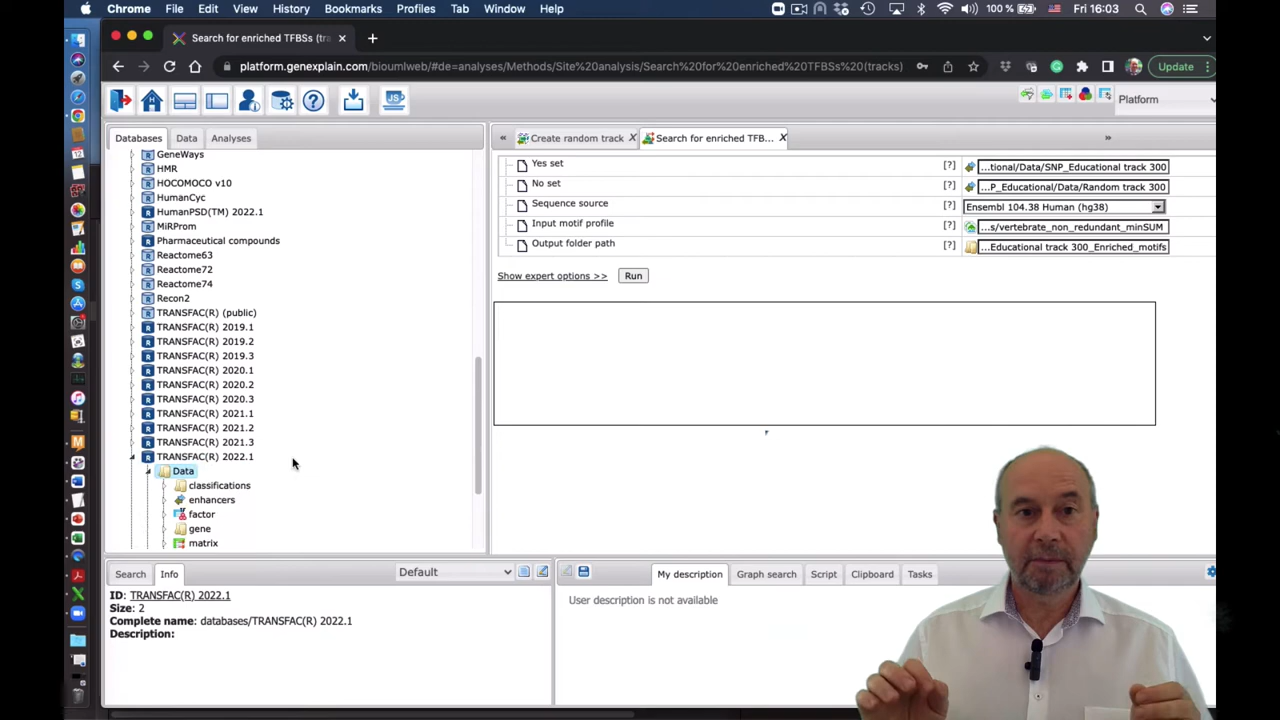 Chrome File Edit View History Bookmarks Profiles Tab Window Help 100 % Fri 16:03
Search for enriched TFBSs (tra
platform.genexplain.com/bioumlweb/#de=analyses/Methods/Site%20analysis/Search%20for%20enriched%20TFBSs%20(tracks) Update
Platform
Databases Data Analyses
« Create random track X Search for enriched TFB... X »
GeneWays
HMR
HOCOMOCO v10
HumanCyc
HumanPSD(TM) 2022.1
MiRProm
Pharmaceutical compounds
Reactome63
Reactome72
Reactome74
Recon2
TRANSFAC(R) (public)
TRANSFAC(R) 2019.1
TRANSFAC(R) 2019.2
TRANSFAC(R) 2019.3
TRANSFAC(R) 2020.1
TRANSFAC(R) 2020.2
TRANSFAC(R) 2020.3
TRANSFAC(R) 2021.1
TRANSFAC(R) 2021.2
TRANSFAC(R) 2021.3
TRANSFAC(R) 2022.1
Data
classifications
enhancers
factor
gene
matrix
Yes set [?] ...tional/Data/SNP_Educational track 300
No set [?] ...P_Educational/Data/Random track 300
Sequence source [?] Ensembl 104.38 Human (hg38)
Input motif profile [?] ...s/vertebrate_non_redundant_minSUM
Output folder path [?] ...Educational track 300_Enriched_motifs
Show expert options >> Run
Search Info Default
ID: TRANSFAC(R) 2022.1
Size: 2
Complete name: databases/TRANSFAC(R) 2022.1
Description:
My description Graph search Script Clipboard Tasks
User description is not available